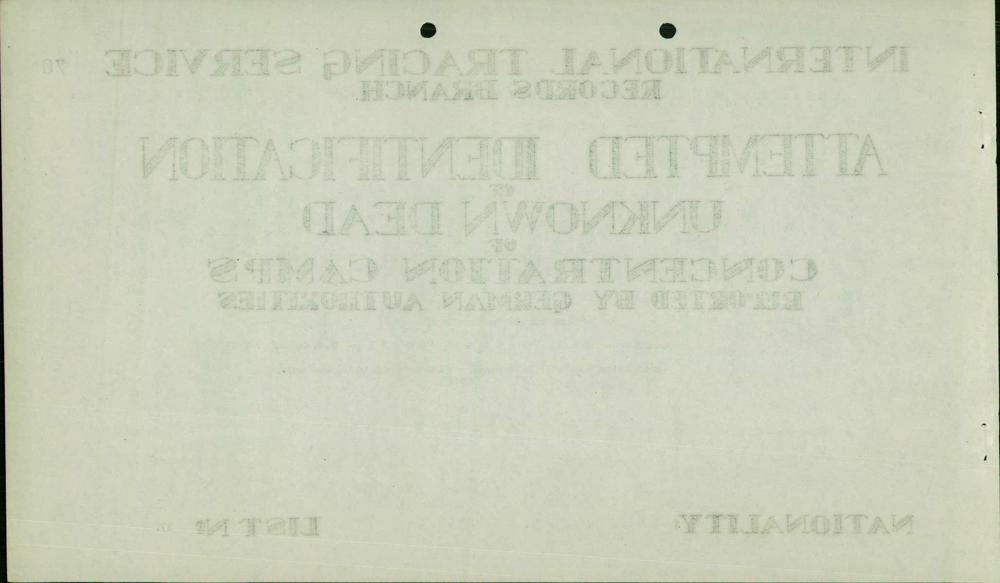 INTERNATIONAL TRACING SERVICE 70
RECORDS BRANCH.
ATTEMPTED IDENTIFICATION
OF
UNKNOWN DEAD
OF
CONCENTRATION CAMPS
REPORTED BY GERMAN AUTHORITIES
NATIONALITY: LIST №